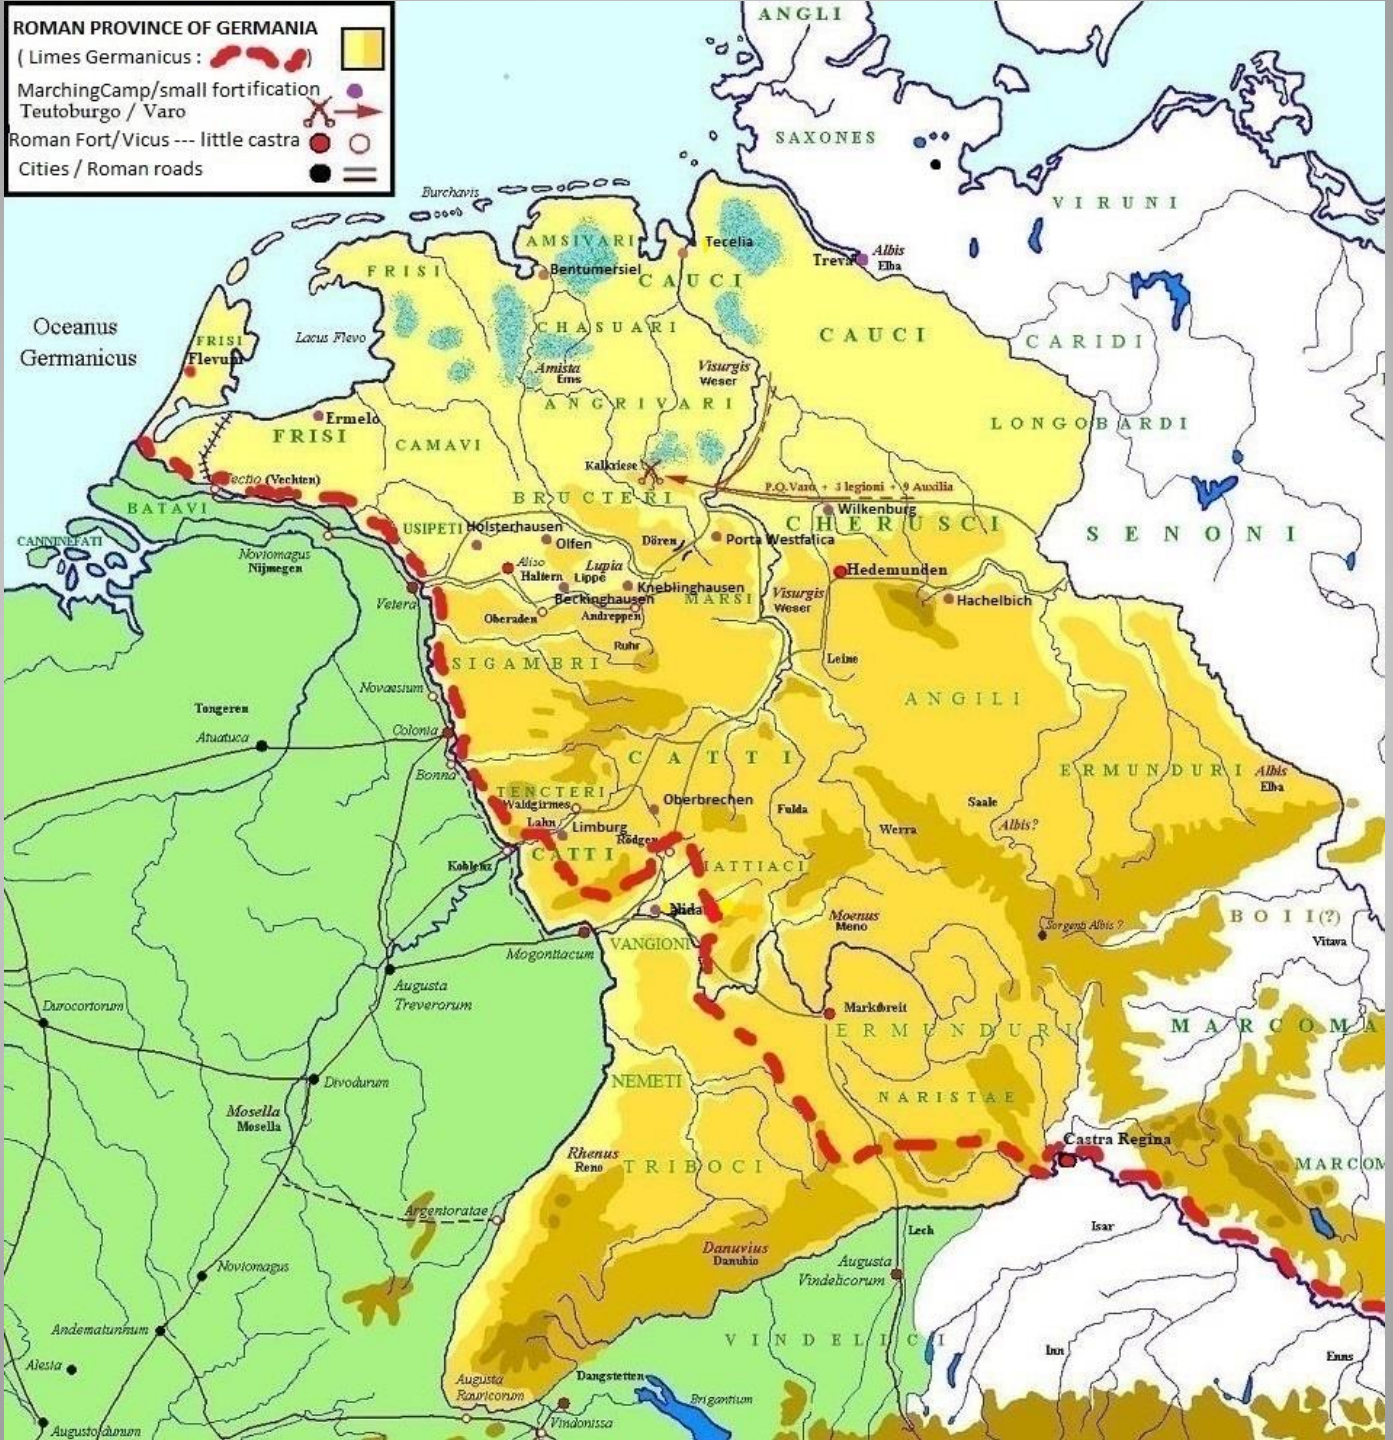 ROMAN PROVINCE OF GERMANIA
( Limes Germanicus : )
MarchingCamp/small fortification
Teutoburgo / Varo
Roman Fort/Vicus --- little castra
Cities / Roman roads
ANGLI
SAXONES
VIRUNI
Burchavis
AMSIVARI
Tecelia
Treva
Albis
Elba
FRISI
Bentumersiel
CAUCI
Oceanus
Germanicus
FRISI
Flevum
Lacus Flevo
CHASUARI
CAUCI
CARIDI
Amista
Ems
Visurgis
Weser
ANGRIVARI
LONGOBARDI
Ermelo
FRISI
CAMAVI
Kalkriese
P.Q.Varo + 3 legioni + 9 Auxilia
(Vechten)
BRUCTERI
BATAVI
USIPETI
Holsterhausen
Wilkenburg
CHERUSCI
SENONI
CANNINEFATI
Olfen
Dören
Porta Westfalica
Noviomagus
Nijmegen
Aliso
Haltern
Lupia
Lippe
Hedemunden
Kneblinghausen
Beckinghausen
MARSI
Visurgis
Weser
Hachelbich
Vetera
Oberaden
Andreppen
Ruhr
SIGAMBRI
Leine
Novaesium
ANGILI
Tongeren
Atuatuca
Colonia
CATTI
Bonna
ERMUNDURI
Albis
Elba
TENCTERI
Waldgirmes
Oberbrechen
Fulda
Saale
Albis?
Lahn
Limburg
Rödgen
Werra
Koblenz
CATTI
MATTIACI
Nida
Moenus
Meno
Sorgenti Albis ?
BOII(?)
Vltava
VANGIONI
Mogontiacum
Augusta
Treverorum
Durocortorum
Marktbreit
ERMUNDURI
MARCOMA
NEMETI
Divodurum
NARISTAE
Mosella
Mosella
Castra Regina
Rhenus
Reno
TRIBOCI
MARCOM
Argentoratae
Lech
Isar
Danuvius
Danubio
Augusta
Vindelicorum
Noviomagus
Andematunnum
VINDELICI
Inn
Enns
Alesia
Augusta
Rauricorum
Dangstetten
Brigantium
Vindonissa
Augustodunum